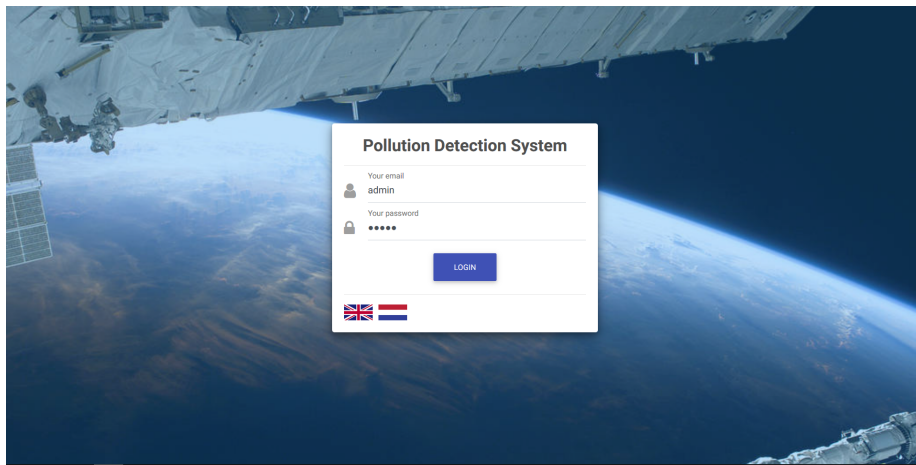 Pollution Detection System
Your email
admin
Your password
•••••
LOGIN